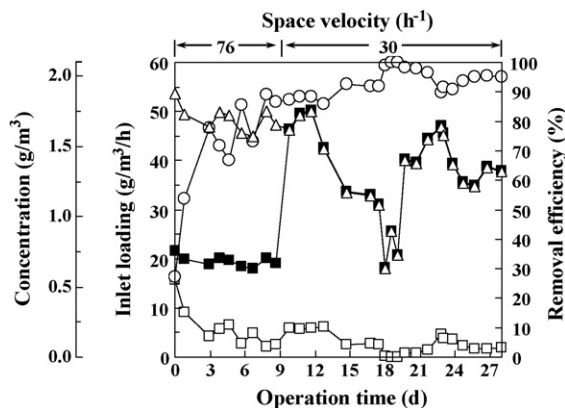 Space velocity (h-1)
76 30
2.0 60 100
90
50 80
1.5 70
40 60
1.0 30 50
40
20 30
0.5 20
10 10
0.0 0 0
Concentration (g/m3)
Inlet loading (g/m3/h)
Removal efficiency (%)
0 3 6 9 12 15 18 21 25 28
Operation time (d)